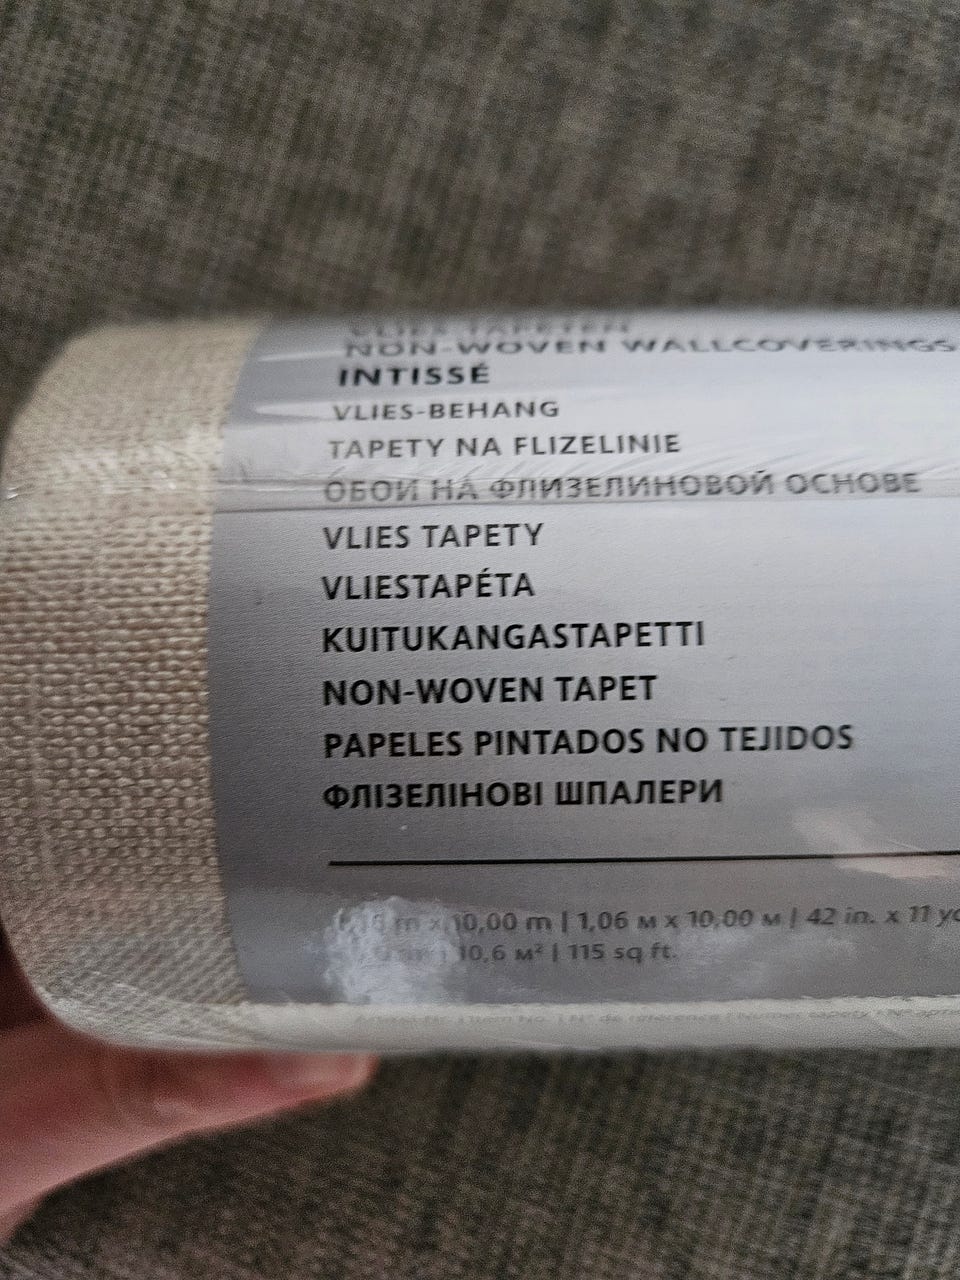 VLIES TAPETEN
NON-WOVEN WALLCOVERINGS
INTISSÉ
VLIES-BEHANG
TAPETY NA FLIZELINIE
ОБОИ НА ФЛИЗЕЛИНОВОЙ ОСНОВЕ
VLIES TAPETY
VLIESTAPÉTA
KUITUKANGASTAPETTI
NON-WOVEN TAPET
PAPELES PINTADOS NO TEJIDOS
ФЛІЗЕЛІНОВІ ШПАЛЕРИ
m x 10,00 m | 1,06 м x 10,00 м | 42 in. x 11
10,6 м² | 115 sq ft.